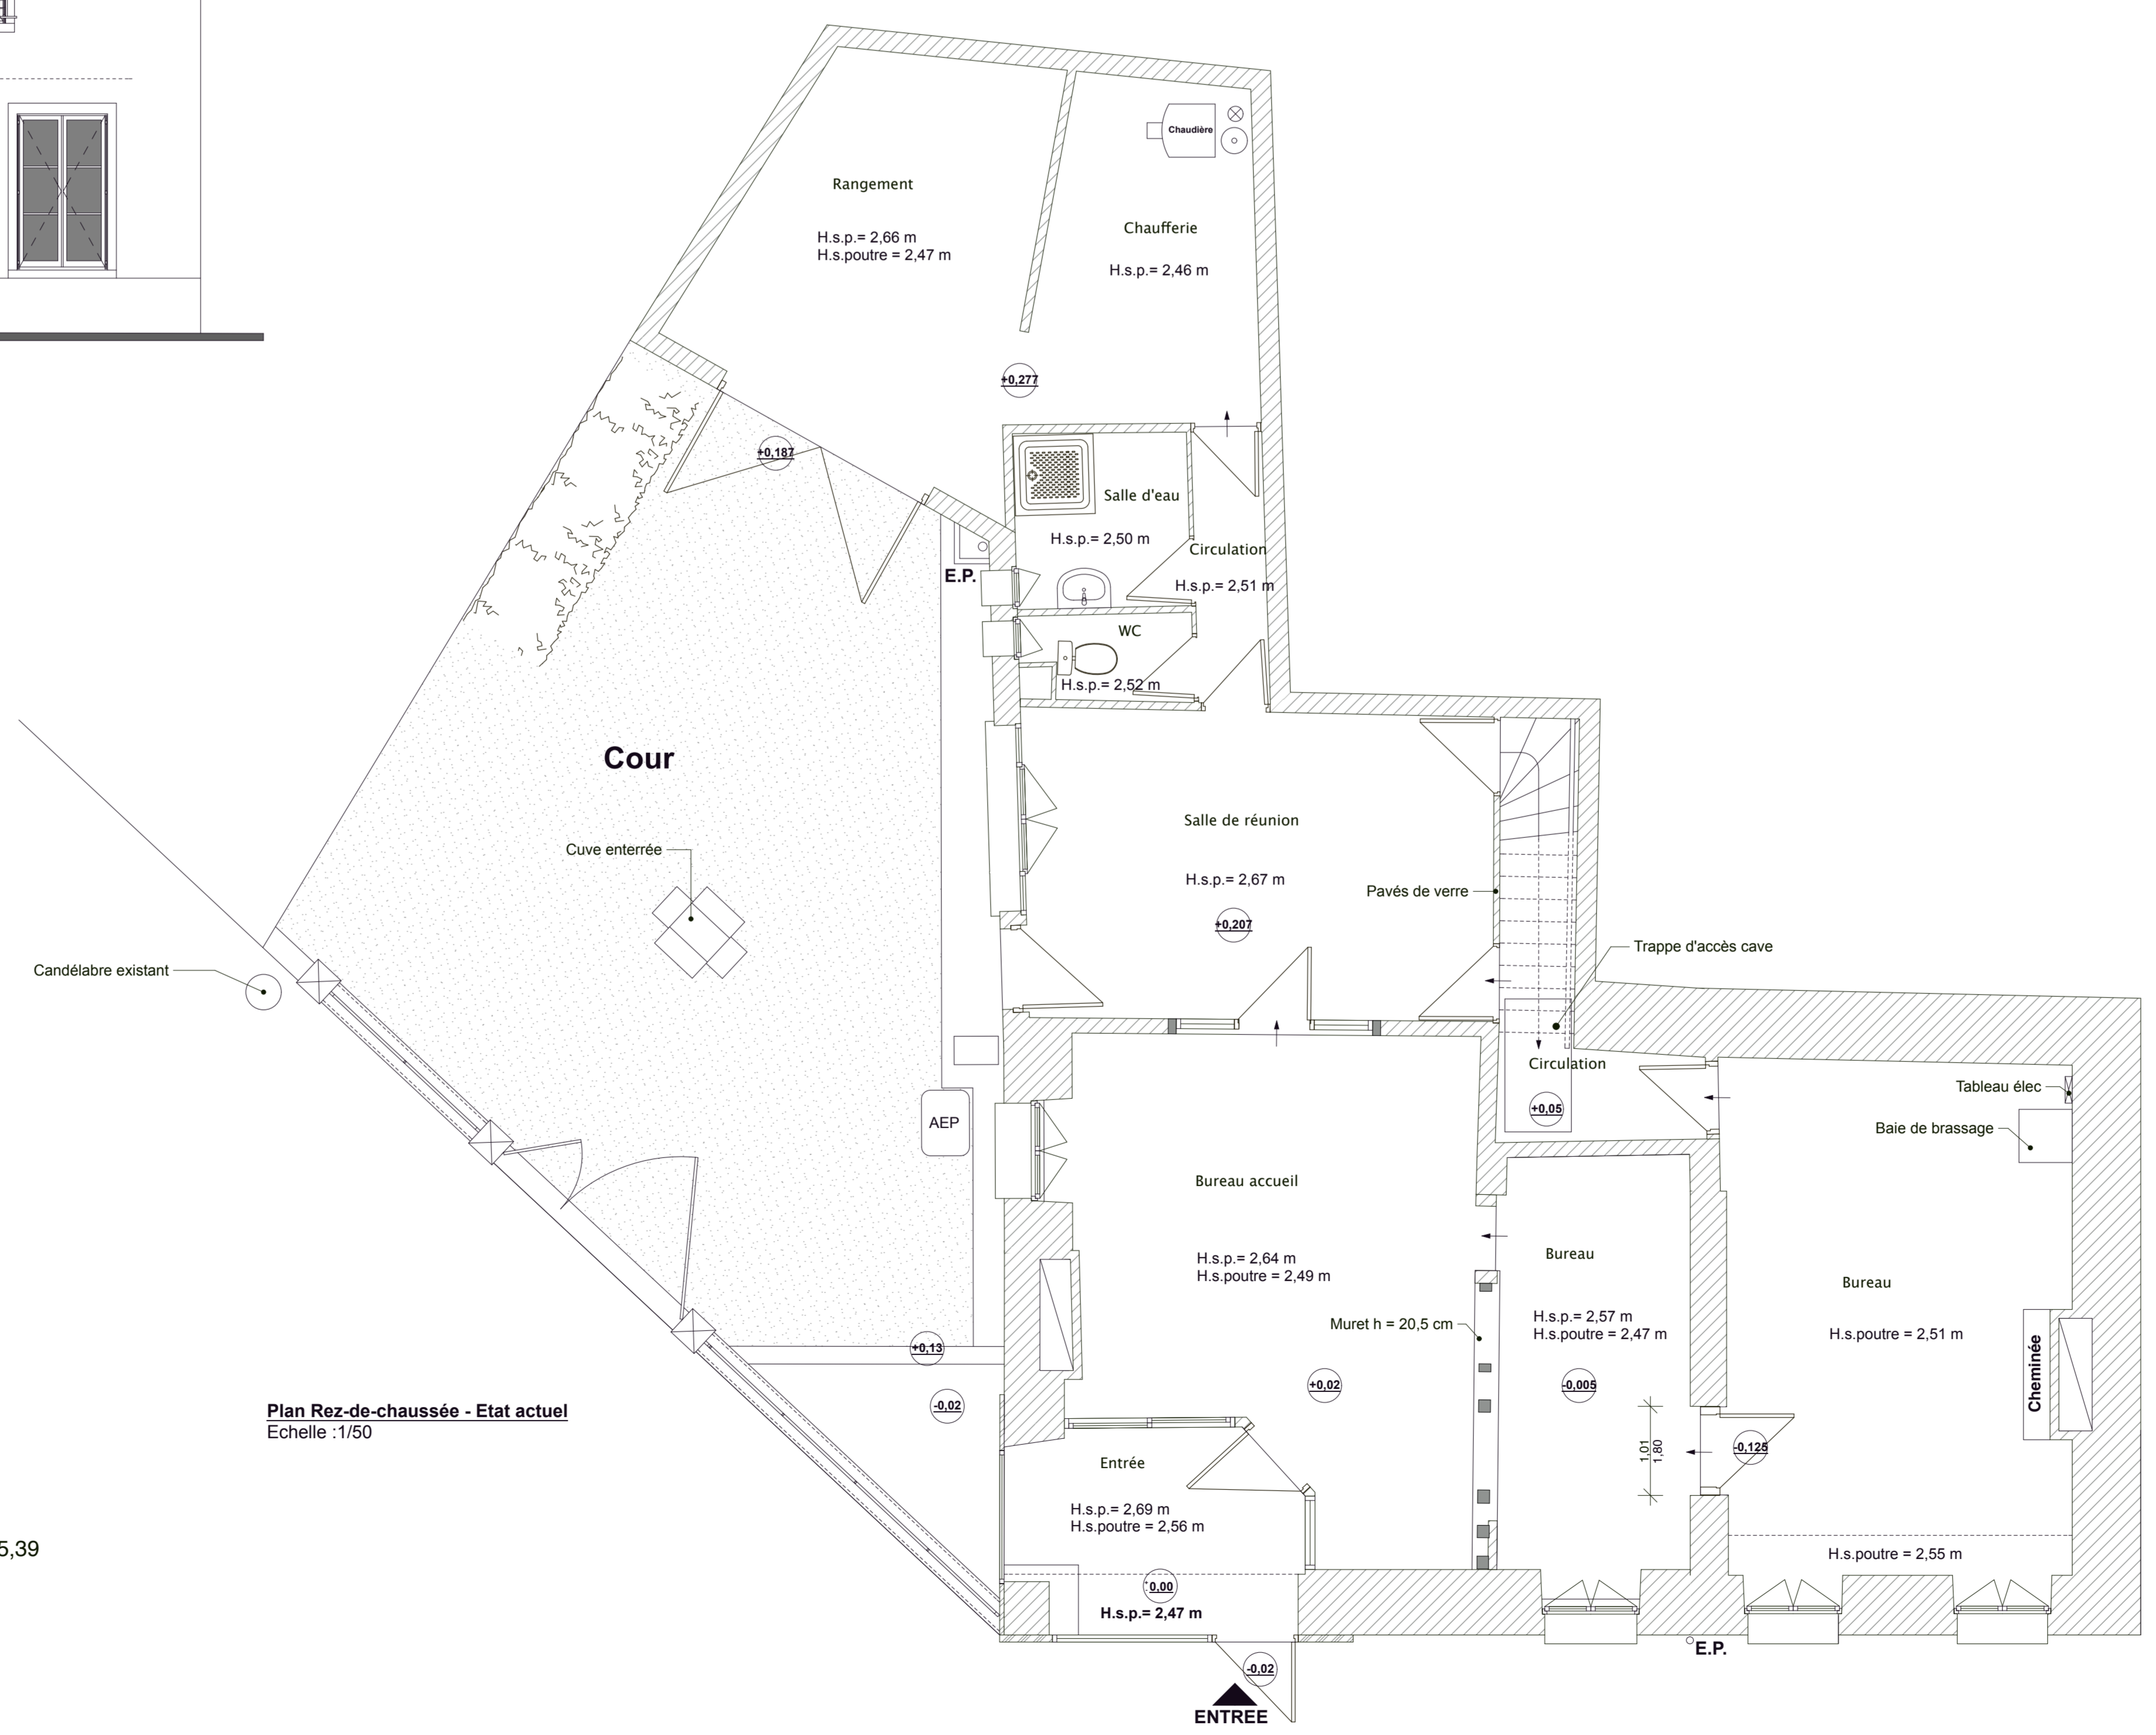 Chaudière
Rangement
H.s.p.= 2,66 m
H.s.poutre = 2,47 m
Chaufferie
H.s.p.= 2,46 m
+0,277
+0,187
Salle d'eau
H.s.p.= 2,50 m
Circulation
H.s.p.= 2,51 m
E.P.
WC
H.s.p.= 2,52 m
Cour
Salle de réunion
Cuve enterrée
H.s.p.= 2,67 m
Pavés de verre
+0,207
Trappe d'accès cave
Candélabre existant
Circulation
Tableau élec
+0,05
AEP
Baie de brassage
Bureau accueil
Bureau
H.s.p.= 2,64 m
H.s.poutre = 2,49 m
Bureau
H.s.p.= 2,57 m
H.s.poutre = 2,47 m
Muret h = 20,5 cm
H.s.poutre = 2,51 m
Cheminée
+0,13
+0,02
-0,005
-0,02
Plan Rez-de-chaussée - Etat actuel
Echelle :1/50
1,01
1,80
-0,125
Entrée
H.s.p.= 2,69 m
H.s.poutre = 2,56 m
5,39
H.s.poutre = 2,55 m
0,00
H.s.p.= 2,47 m
E.P.
-0,02
ENTREE